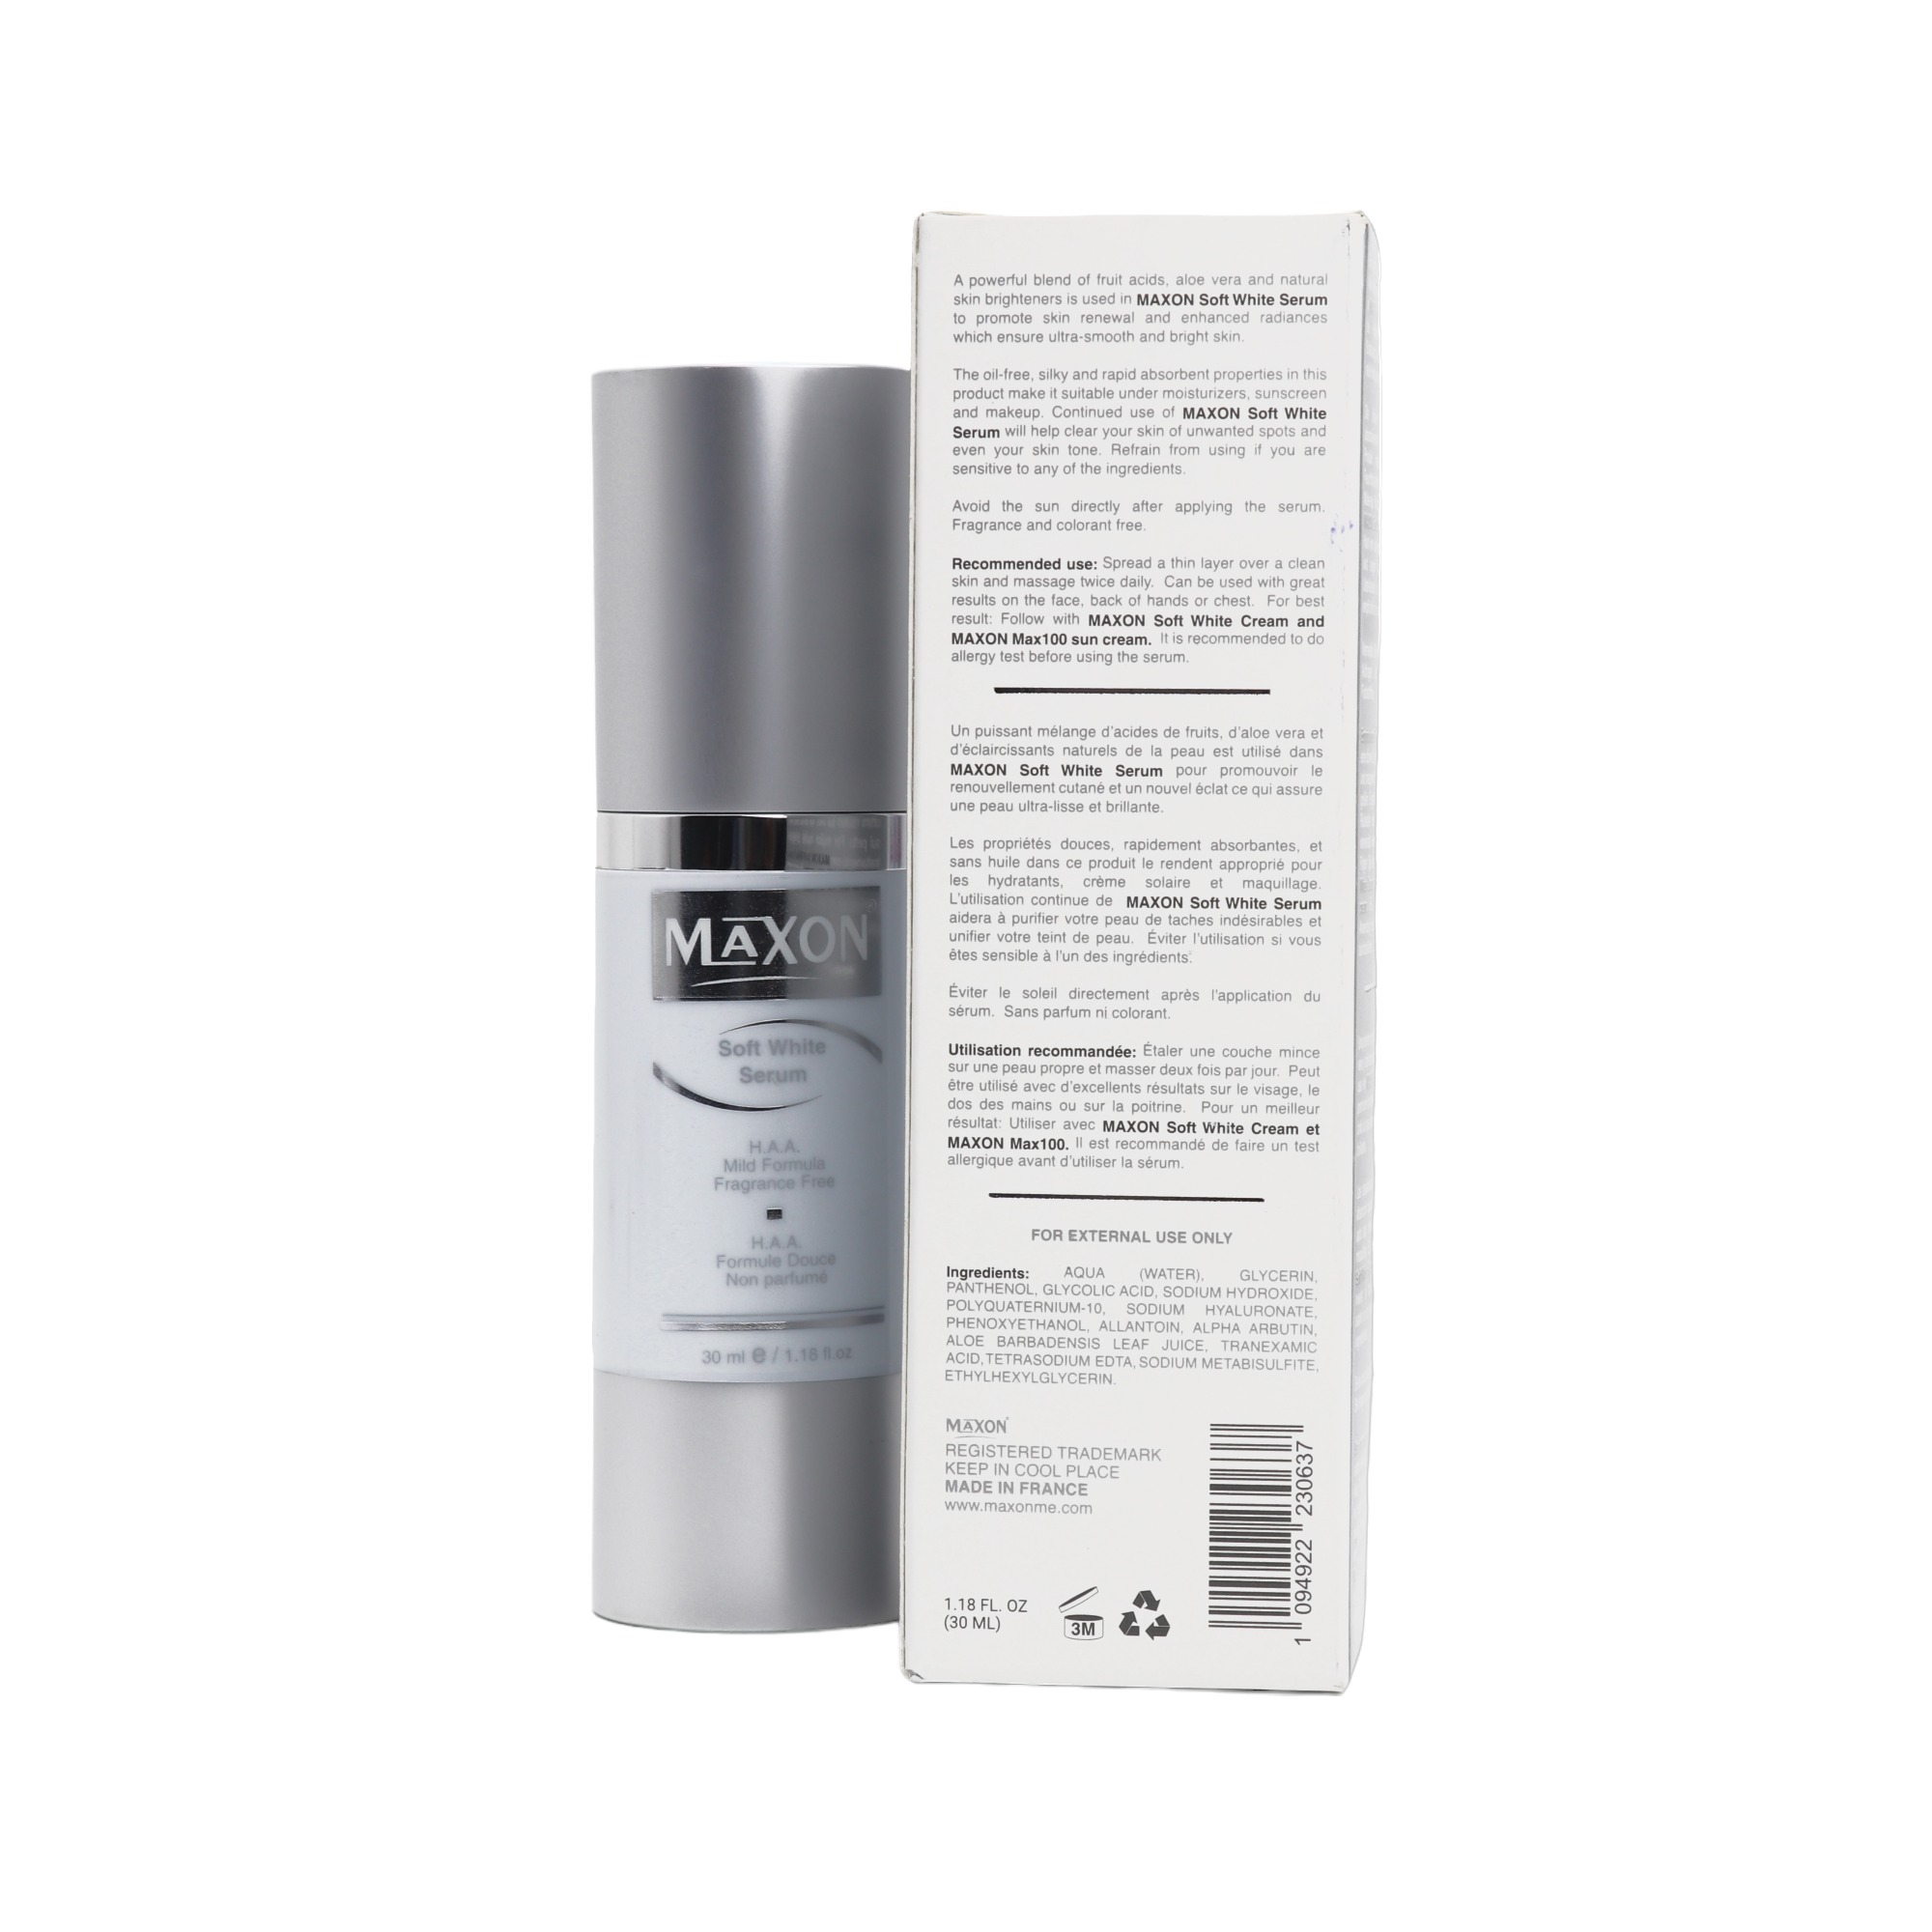 MAXON
Soft White
Serum
H.A.A.
Mild Formula
Fragrance Free
H.A.A.
Formule Douce
Non parfumé
30 ml e / 1.18 fl.oz
A powerful blend of fruit acids, aloe vera and natural
skin brighteners is used in MAXON Soft White Serum
to promote skin renewal and enhanced radiances
which ensure ultra-smooth and bright skin.
The oil-free, silky and rapid absorbent properties in this
product make it suitable under moisturizers, sunscreen
and makeup. Continued use of MAXON Soft White
Serum will help clear your skin of unwanted spots and
even your skin tone. Refrain from using if you are
sensitive to any of the ingredients.
Avoid the sun directly after applying the serum.
Fragrance and colorant free.
Recommended use: Spread a thin layer over a clean
skin and massage twice daily. Can be used with great
results on the face, back of hands or chest. For best
result: Follow with MAXON Soft White Cream and
MAXON Max100 sun cream. It is recommended to do
allergy test before using the serum.
Un puissant mélange d'acides de fruits, d'aloe vera et
d'éclaircissants naturels de la peau est utilisé dans
MAXON Soft White Serum pour promouvoir le
renouvellement cutané et un nouvel éclat ce qui assure
une peau ultra-lisse et brillante.
Les propriétés douces, rapidement absorbantes, et
sans huile dans ce produit le rendent approprié pour
les hydratants, crème solaire et maquillage.
L'utilisation continue de MAXON Soft White Serum
aidera à purifier votre peau de taches indésirables et
unifier votre teint de peau. Éviter l'utilisation si vous
êtes sensible à l'un des ingrédients.
Éviter le soleil directement après l'application du
sérum. Sans parfum ni colorant.
Utilisation recommandée: Étaler une couche mince
sur une peau propre et masser deux fois par jour. Peut
être utilisé avec d'excellents résultats sur le visage, le
dos des mains ou sur la poitrine. Pour un meilleur
résultat: Utiliser avec MAXON Soft White Cream et
MAXON Max100. Il est recommandé de faire un test
allergique avant d'utiliser la sérum.
FOR EXTERNAL USE ONLY
Ingredients: AQUA (WATER), GLYCERIN,
PANTHENOL, GLYCOLIC ACID, SODIUM HYDROXIDE,
POLYQUATERNIUM-10, SODIUM HYALURONATE,
PHENOXYETHANOL, ALLANTOIN, ALPHA ARBUTIN,
ALOE BARBADENSIS LEAF JUICE, TRANEXAMIC
ACID, TETRASODIUM EDTA, SODIUM METABISULFITE,
ETHYLHEXYLGLYCERIN.
MAXON
REGISTERED TRADEMARK
KEEP IN COOL PLACE
MADE IN FRANCE
www.maxonme.com
1.18 FL. OZ
(30 ML)
3M
1 094922 230637